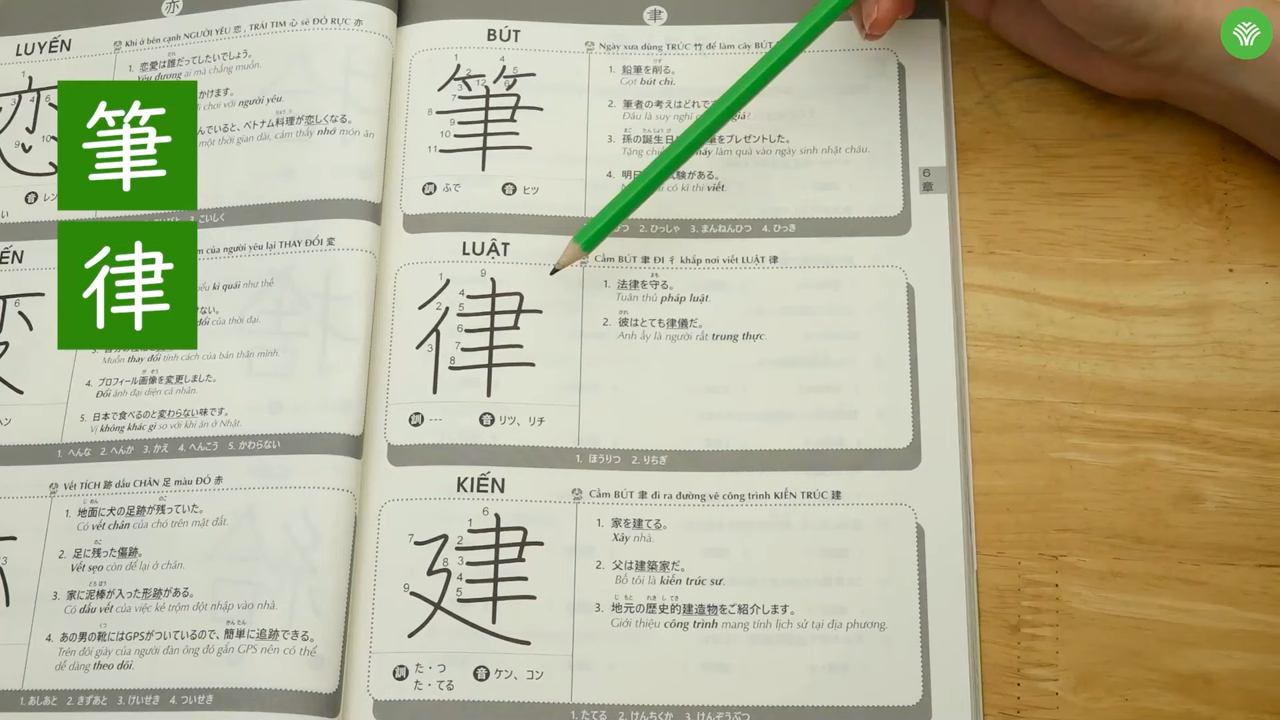 亦
LUYẾN
Khi ở bên cạnh NGƯỜI YÊU 恋, TRÁI TIM 心 sẽ ĐỎ RỰC 亦
1. 恋愛は誰だってしたいでしょう。
Yêu đương ai mà chẳng muốn.
かけます。
đi chơi với người yêu.
んでいると、ベトナム料理が恋しくなる。
một thời gian dài, cảm thấy nhớ món ăn
音 レン
3. こいしく
筆
律
ẾN
của người yêu lại THAY ĐỔI 変
kì quái như thế.
của thời đại.
Muốn thay đổi tính cách của bản thân mình.
4. プロフィール画像を変更しました。
Đổi ảnh đại diện cá nhân.
5. 日本で食べるのと変わらない味です。
Vị không khác gì so với khi ăn ở Nhật.
1. へんな 2. へんか 3. かえ 4. へんこう 5. かわらない
Vết TÍCH 跡 dấu CHÂN 足 màu ĐỎ 赤
1. 地面に犬の足跡が残っていた。
Có vết chân của chó trên mặt đất.
2. 足に残った傷跡。
Vết sẹo còn để lại ở chân.
3. 家に泥棒が入った形跡がある。
Có dấu vết của việc kẻ trộm đột nhập vào nhà.
4. あの男の靴にはGPSがついているので、簡単に追跡できる。
Trên đôi giày của người đàn ông đó gắn GPS nên có thể
dễ dàng theo dõi.
1. あしあと 2. きずあと 3. けいせき 4. ついせき
聿
BÚT
Ngày xưa dùng TRÚC 竹 để làm cây BÚT
筆
1. 鉛筆を削る。
Gọt bút chì.
2. 筆者の考えはどれで
Đâu là suy nghĩ
3. 孫の誕生日 筆をプレゼントした。
Tặng máy làm quà vào ngày sinh nhật cháu.
4. 明日 試験がある。
có kì thi viết.
訓 ふで 音 ヒツ
2. ひっしゃ 3. まんねんひつ 4. ひっき
6章
LUẬT
Cầm BÚT 聿 ĐI 彳 khắp nơi viết LUẬT 律
律
1. 法律を守る。
Tuân thủ pháp luật.
2. 彼はとても律儀だ。
Anh ấy là người rất trung thực.
訓 --- 音 リツ、リチ
1. ほうりつ 2. りちぎ
KIẾN
Cầm BÚT 聿 đi ra đường vẽ công trình KIẾN TRÚC 建
建
1. 家を建てる。
Xây nhà.
2. 父は建築家だ。
Bố tôi là kiến trúc sư.
3. 地元の歴史的建造物をご紹介します。
Giới thiệu công trình mang tính lịch sử tại địa phương.
訓 た・つ
た・てる
音 ケン、コン
1. たてる 2. けんちくか 3. けんぞうぶつ